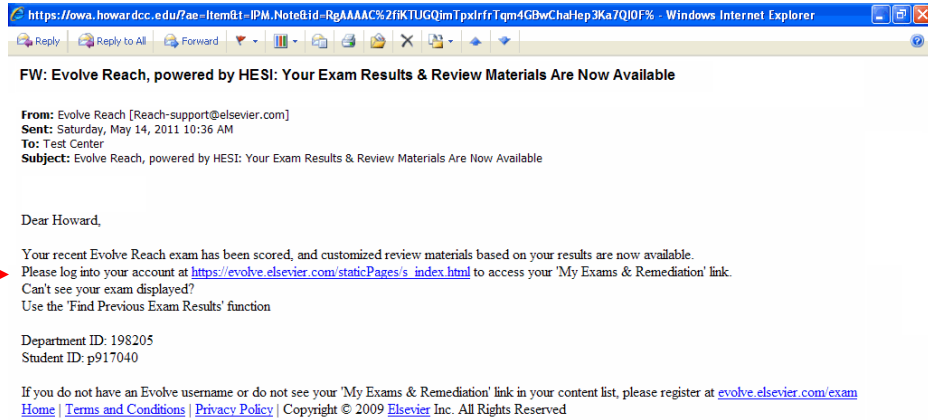 https://owa.howardcc.edu/?ae=Item&t=IPM.Note&id=RgAAAAC%2fiKTUGQimTpxIrfrTqm4GBwChaHep3Ka7QI0F% - Windows Internet Explorer
Reply Reply to All Forward
FW: Evolve Reach, powered by HESI: Your Exam Results & Review Materials Are Now Available
From: Evolve Reach [Reach-support@elsevier.com]
Sent: Saturday, May 14, 2011 10:36 AM
To: Test Center
Subject: Evolve Reach, powered by HESI: Your Exam Results & Review Materials Are Now Available
Dear Howard,
Your recent Evolve Reach exam has been scored, and customized review materials based on your results are now available.
Please log into your account at https://evolve.elsevier.com/staticPages/s_index.html to access your 'My Exams & Remediation' link.
Can't see your exam displayed?
Use the 'Find Previous Exam Results' function
Department ID: 198205
Student ID: p917040
If you do not have an Evolve username or do not see your 'My Exams & Remediation' link in your content list, please register at evolve.elsevier.com/exam
Home | Terms and Conditions | Privacy Policy | Copyright © 2009 Elsevier Inc. All Rights Reserved